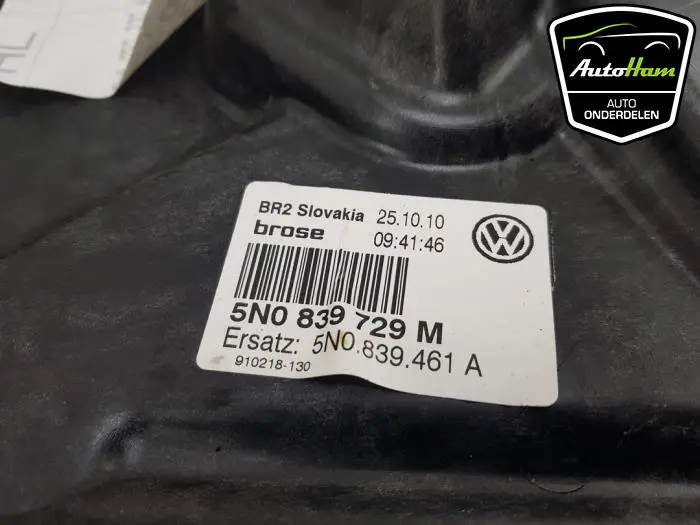 HL
AutoHam
AUTO
ONDERDELEN
BR2 Slovakia 25.10.10
brose 09:41:46
5N0 839 729 M
Ersatz: 5N0.839.461 A
910218-130